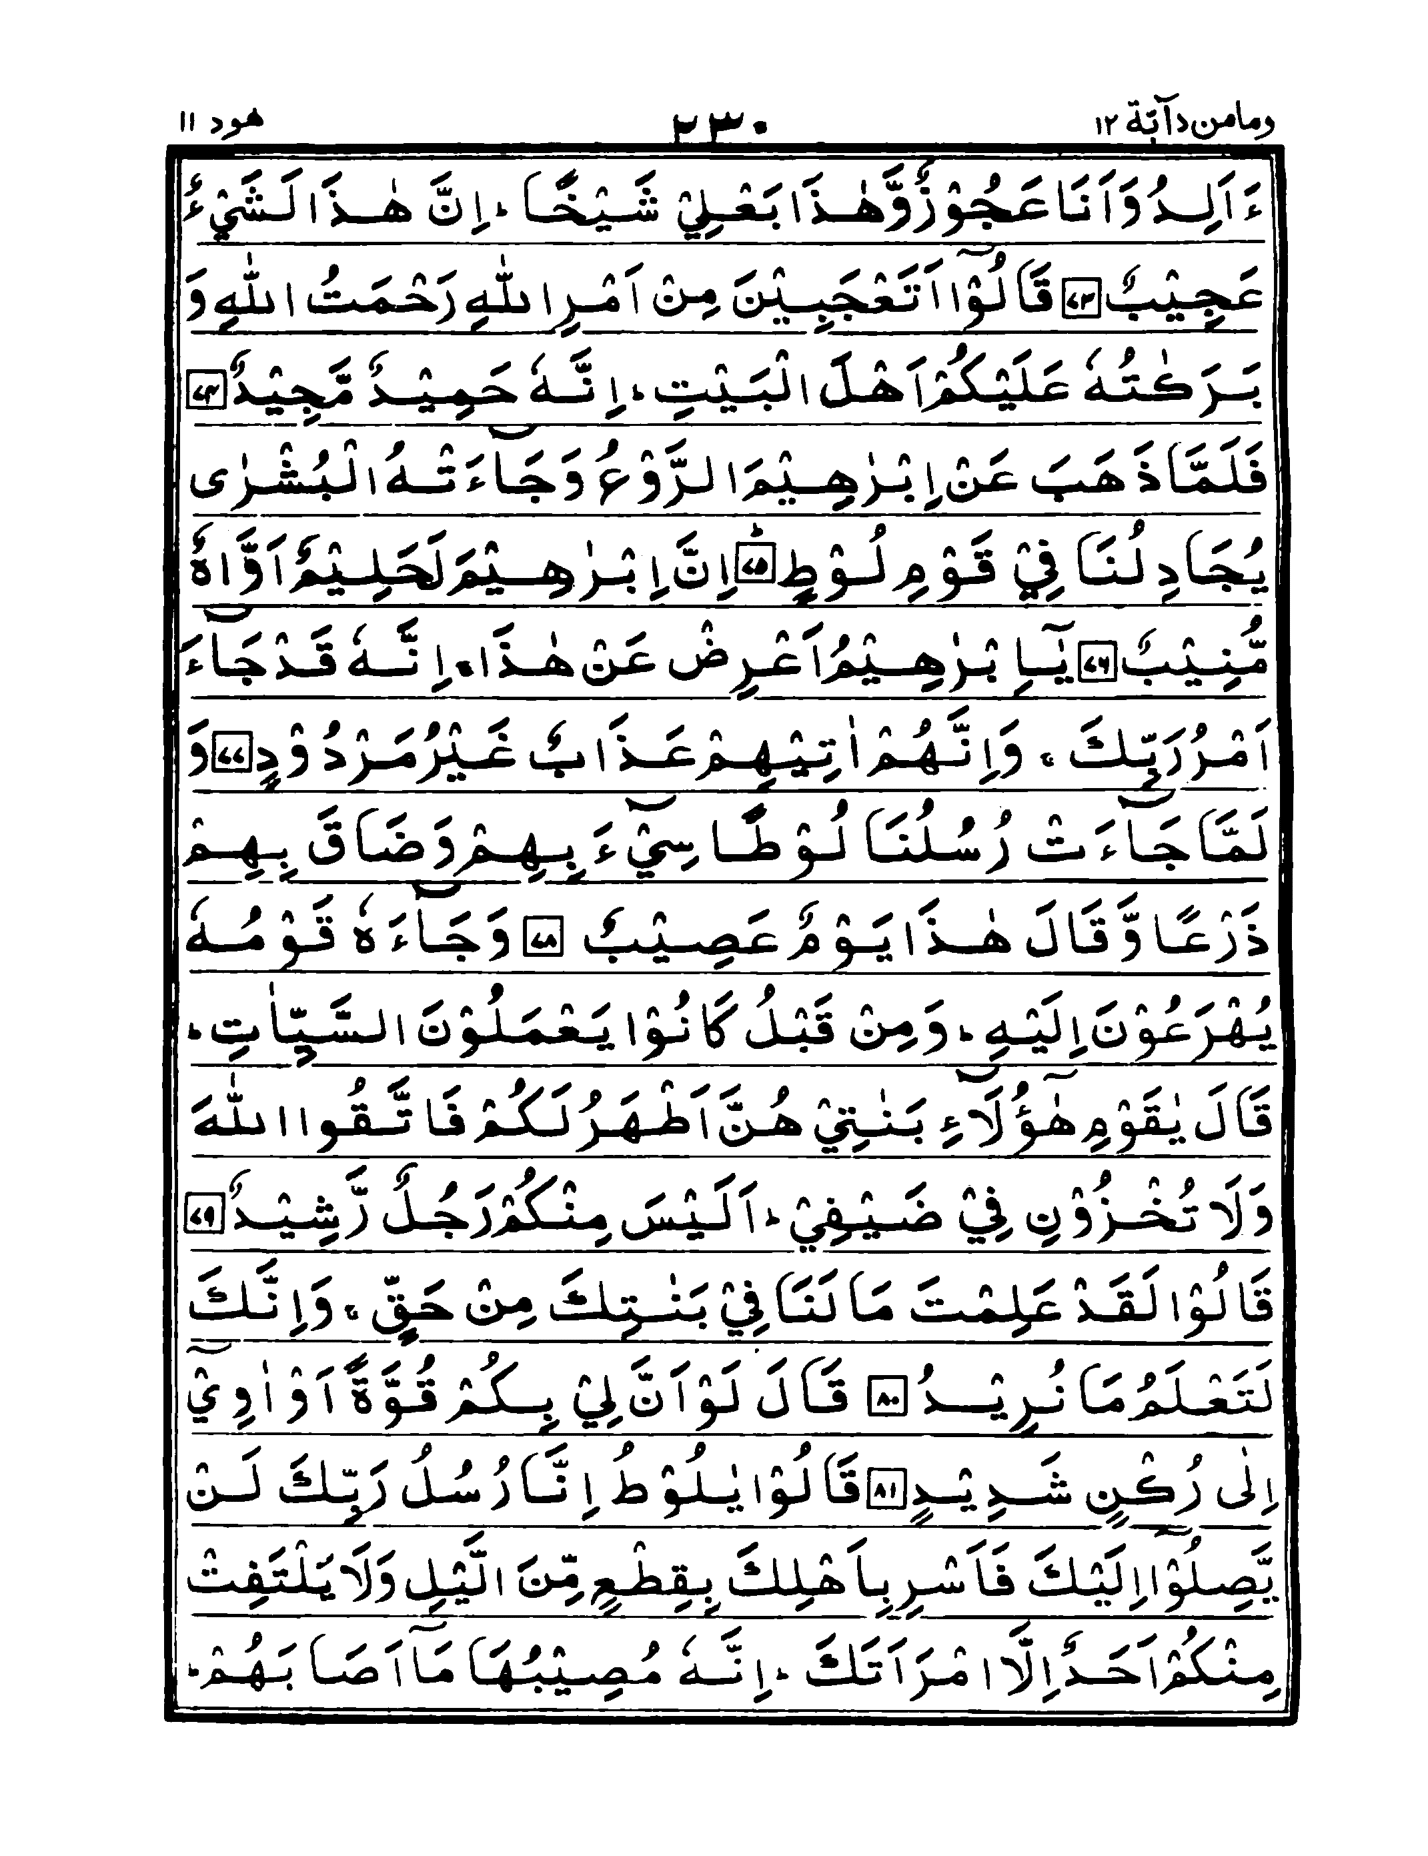 ومامن دآبّة ١٢ ٢٣٠ هود ١١
ءَاَلِدُ وَاَنَا عَجُوْزٌ وَّهٰذَا بَعْلِيْ شَيْخًا ؕ اِنَّ هٰذَا لَشَيْءٌ
عَجِيْبٌ ٧٣ قَالُوْٓا اَتَعْجَبِيْنَ مِنْ اَمْرِ اللّٰهِ رَحْمَتُ اللّٰهِ وَ
بَرَكٰتُهٗ عَلَيْكُمْ اَهْلَ الْبَيْتِ ؕ اِنَّهٗ حَمِيْدٌ مَّجِيْدٌ ٧٤
فَلَمَّا ذَهَبَ عَنْ اِبْرٰهِيْمَ الرَّوْعُ وَجَآءَتْهُ الْبُشْرٰى
يُجَادِلُنَا فِيْ قَوْمِ لُوْطٍ ؕ ٧٥ اِنَّ اِبْرٰهِيْمَ لَحَلِيْمٌ اَوَّاهٌ
مُّنِيْبٌ ٧٦ يٰٓاِبْرٰهِيْمُ اَعْرِضْ عَنْ هٰذَا ۚ اِنَّهٗ قَدْ جَآءَ
اَمْرُ رَبِّكَ ۚ وَاِنَّهُمْ اٰتِيْهِمْ عَذَابٌ غَيْرُ مَرْدُوْدٍ ٧٧ وَ
لَمَّا جَآءَتْ رُسُلُنَا لُوْطًا سِيْٓءَ بِهِمْ وَضَاقَ بِهِمْ
ذَرْعًا وَّقَالَ هٰذَا يَوْمٌ عَصِيْبٌ ٧٨ وَجَآءَهٗ قَوْمُهٗ
يُهْرَعُوْنَ اِلَيْهِ ؕ وَمِنْ قَبْلُ كَانُوْا يَعْمَلُوْنَ السَّيِّاٰتِ ؕ
قَالَ يٰقَوْمِ هٰٓؤُلَآءِ بَنٰتِيْ هُنَّ اَطْهَرُ لَكُمْ فَاتَّقُوا اللّٰهَ
وَلَا تُخْزُوْنِ فِيْ ضَيْفِيْ ؕ اَلَيْسَ مِنْكُمْ رَجُلٌ رَّشِيْدٌ ٧٩
قَالُوْا لَقَدْ عَلِمْتَ مَا لَنَا فِيْ بَنٰتِكَ مِنْ حَقٍّ ۚ وَاِنَّكَ
لَتَعْلَمُ مَا نُرِيْدُ ٨٠ قَالَ لَوْ اَنَّ لِيْ بِكُمْ قُوَّةً اَوْ اٰوِيْٓ
اِلٰى رُكْنٍ شَدِيْدٍ ٨١ قَالُوْا يٰلُوْطُ اِنَّا رُسُلُ رَبِّكَ لَنْ
يَّصِلُوْٓا اِلَيْكَ فَاَسْرِ بِاَهْلِكَ بِقِطْعٍ مِّنَ الَّيْلِ وَلَا يَلْتَفِتْ
مِنْكُمْ اَحَدٌ اِلَّا امْرَاَتَكَ ؕ اِنَّهٗ مُصِيْبُهَا مَآ اَصَابَهُمْ ؕ